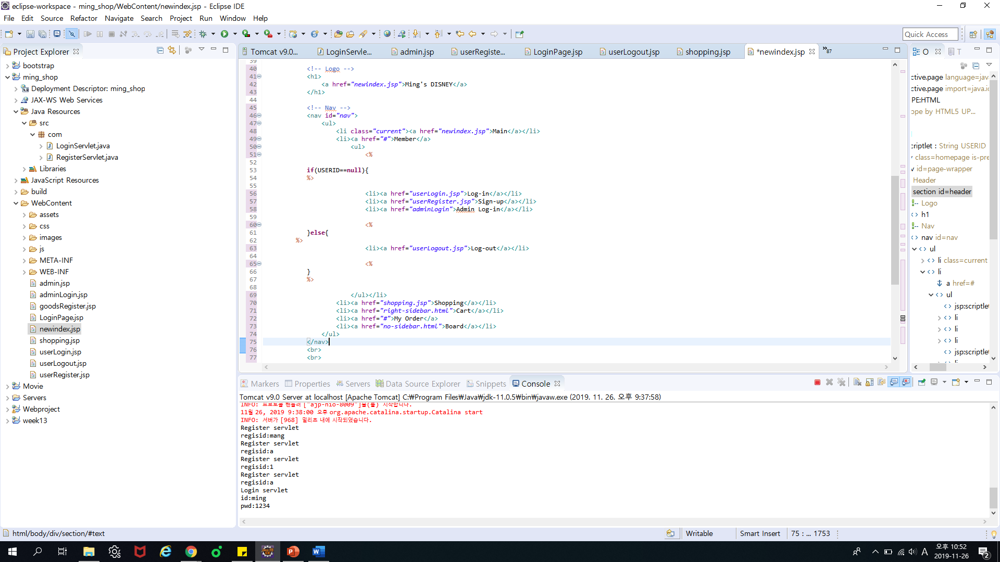 eclipse-workspace - ming_shop/WebContent/newindex.jsp - Eclipse IDE
File Edit Source Refactor Navigate Search Project Run Window Help
Quick Access
Project Explorer
bootstrap
ming_shop
Deployment Descriptor: ming_shop
JAX-WS Web Services
Java Resources
src
com
LoginServlet.java
RegisterServlet.java
Libraries
JavaScript Resources
build
WebContent
assets
css
images
js
META-INF
WEB-INF
admin.jsp
adminLogin.jsp
goodsRegister.jsp
LoginPage.jsp
newindex.jsp
shopping.jsp
userLogin.jsp
userLogout.jsp
userRegister.jsp
Movie
Servers
Webproject
week13
Tomcat v9.0... LoginServle... admin.jsp userRegiste... LoginPage.jsp userLogout.jsp shopping.jsp *newindex.jsp »87
39
40 <!-- Logo -->
41 <h1>
42 <a href="newindex.jsp">Ming's DISNEY</a>
43 </h1>
44
45 <!-- Nav -->
46 <nav id="nav">
47 <ul>
48 <li class="current"><a href="newindex.jsp">Main</a></li>
49 <li><a href="#">Member</a>
50 <ul>
51 <%
52
53 if(USERID==null){
54 %>
55
56 <li><a href="userLogin.jsp">Log-in</a></li>
57 <li><a href="userRegister.jsp">Sign-up</a></li>
58 <li><a href="adminLogin">Admin Log-in</a></li>
59
60 <%
61 }else{
62 %>
63 <li><a href="userLogout.jsp">Log-out</a></li>
64
65 <%
66 }
67 %>
68
69 </ul></li>
70 <li><a href="shopping.jsp">Shopping</a></li>
71 <li><a href="right-sidebar.html">Cart</a></li>
72 <li><a href="#">My Order</a>
73 <li><a href="no-sidebar.html">Board</a></li>
74 </ul>
75 </nav>
76 <br>
77 <br>
O T
ctive.page language=java
ctive.page import=java.io
PE:HTML
ope by HTML5 UP...
criptlet : String USERID
class=homepage is-pre
v id=page-wrapper
Header
section id=header
!-- Logo
<> h1
!-- Nav
<> nav id=nav
<> ul
<> li class=current
<> li
a href=#
<> ul
<> jsp:scriptlet
<> li
<> li
<> li
<> jsp:scriptlet
Markers Properties Servers Data Source Explorer Snippets Console
Tomcat v9.0 Server at localhost [Apache Tomcat] C:₩Program Files₩Java₩jdk-11.0.5₩bin₩javaw.exe (2019. 11. 26. 오후 9:37:58)
INFO: 프로토콜 핸들러 ["ajp-nio-8009"]을(를) 시작합니다.
11월 26, 2019 9:38:00 오후 org.apache.catalina.startup.Catalina start
INFO: 서버가 [968] 밀리초 내에 시작되었습니다.
Register servlet
regisid:mang
Register servlet
regisid:a
Register servlet
regisid:1
Register servlet
regisid:a
Login servlet
id:ming
pwd:1234
html/body/div/section/#text
Writable
Smart Insert
75 : ... 1753
A
오후 10:52
2019-11-26
2